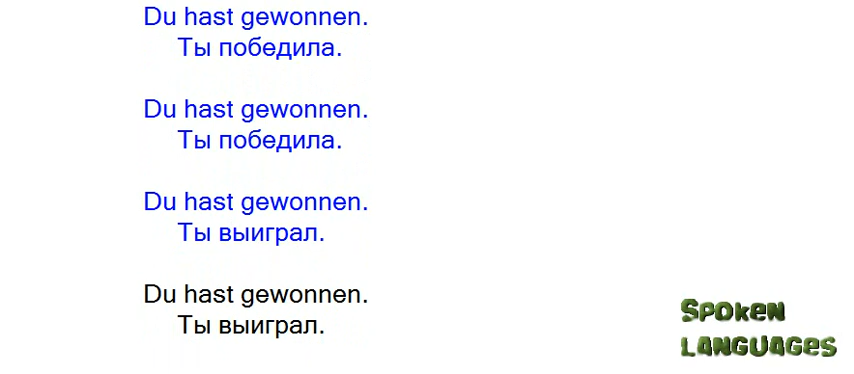 Du hast gewonnen.
Ты победила.
Du hast gewonnen.
Ты победила.
Du hast gewonnen.
Ты выиграл.
Du hast gewonnen.
Ты выиграл.
Spoken
Languages